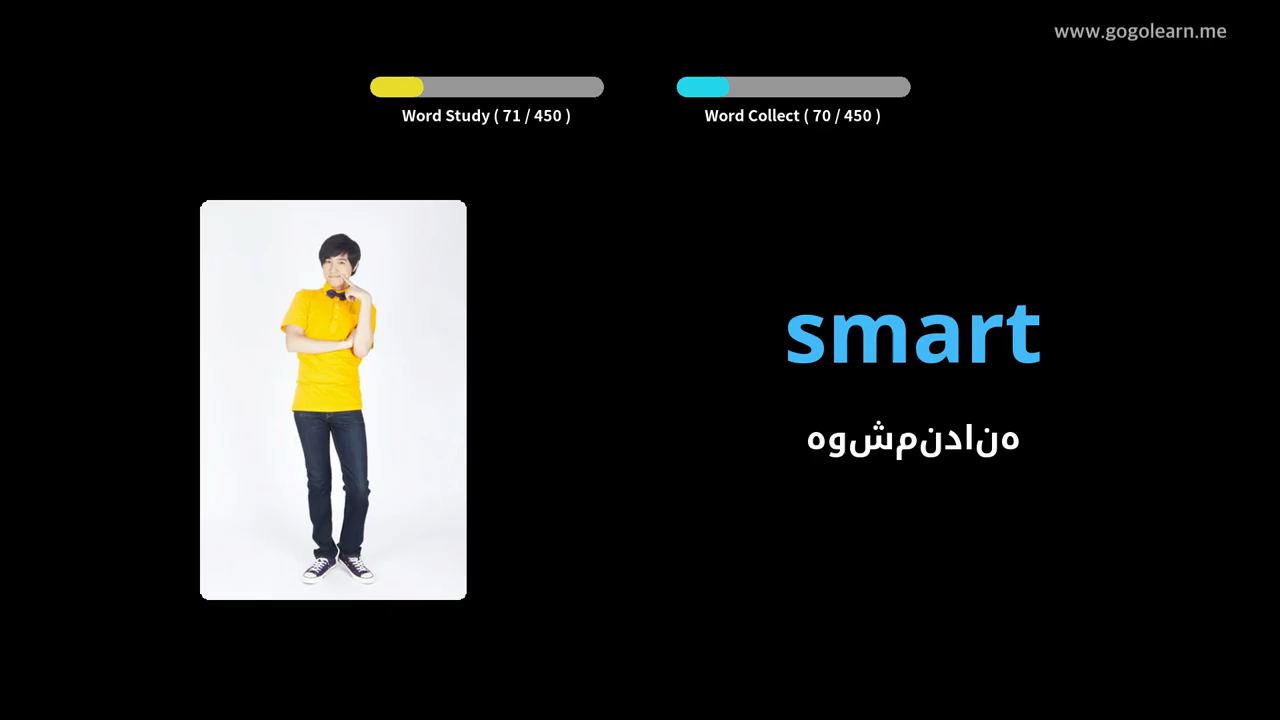 www.gogolearn.me
Word Study ( 71 / 450 )
Word Collect ( 70 / 450 )
smart
هوشمندانه